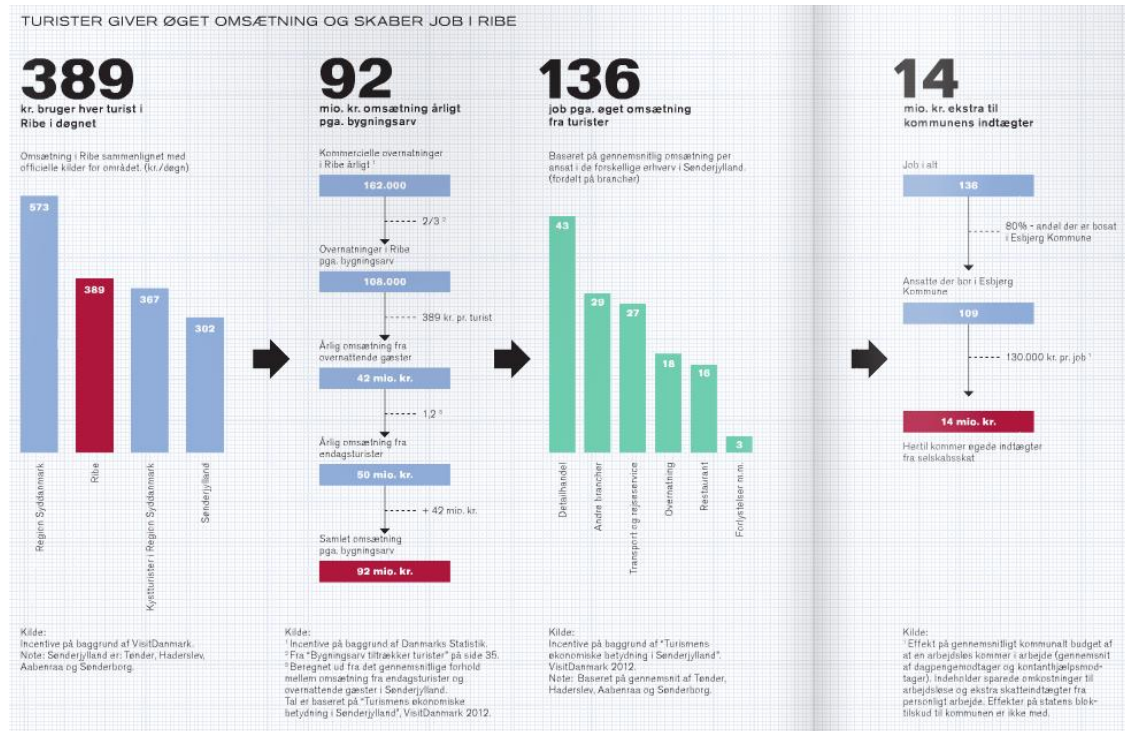 TURISTER GIVER ØGET OMSÆTNING OG SKABER JOB I RIBE
389
kr. bruger hver turist i
Ribe i døgnet
Omsætning i Ribe sammenlignet med
officielle kilder for området. (kr./døgn)
573
389
367
302
Region Syddanmark
Ribe
Kystturister i Region Syddanmark
Sønderjylland
Kilde:
Incentive på baggrund af VisitDanmark.
Note: Sønderjylland er: Tønder, Haderslev,
Aabenraa og Sønderborg.
92
mio. kr. omsætning årligt
pga. bygningsarv
Kommercielle overnatninger
i Ribe årligt ¹
162.000
2/3 ²
Overnatninger i Ribe
pga. bygningsarv
108.000
389 kr. pr. turist
Årlig omsætning fra
overnattende gæster
42 mio. kr.
1,2 ³
Årlig omsætning fra
endagsturister
50 mio. kr.
+ 42 mio. kr.
Samlet omsætning
pga. bygningsarv
92 mio. kr.
Kilde:
¹ Incentive på baggrund af Danmarks Statistik.
² Fra "Bygningsarv tiltrækker turister" på side 35.
³ Beregnet ud fra det gennemsnitlige forhold
mellem omsætning fra endagsturister og
overnattende gæster i Sønderjylland.
Tal er baseret på "Turismens økonomiske
betydning i Sønderjylland", VisitDanmark 2012.
136
job pga. øget omsætning
fra turister
Baseret på gennemsnitlig omsætning per
ansat i de forskellige erhverv i Sønderjylland.
(fordelt på brancher)
43
29
27
18
16
3
Detailhandel
Andre brancher
Transport og rejseservice
Overnatning
Restaurant
Forlystelser m.m.
Kilde:
Incentive på baggrund af "Turismens
økonomiske betydning i Sønderjylland".
VisitDanmark 2012.
Note: Baseret på gennemsnit af Tønder,
Haderslev, Aabenraa og Sønderborg.
14
mio. kr. ekstra til
kommunens indtægter
Job i alt
136
80% - andel der er bosat
i Esbjerg Kommune
Ansatte der bor i Esbjerg
Kommune
109
130.000 kr. pr. job ¹
14 mio. kr.
Hertil kommer øgede indtægter
fra selskabsskat
Kilde:
¹ Effekt på gennemsnitligt kommunalt budget af
at en arbejdsløs kommer i arbejde (gennemsnit
af dagpengemodtager og kontanthjælpsmod-
tager). Indeholder sparede omkostninger til
arbejdsløse og ekstra skatteindtægter fra
personligt arbejde. Effekter på statens blok-
tilskud til kommunen er ikke med.